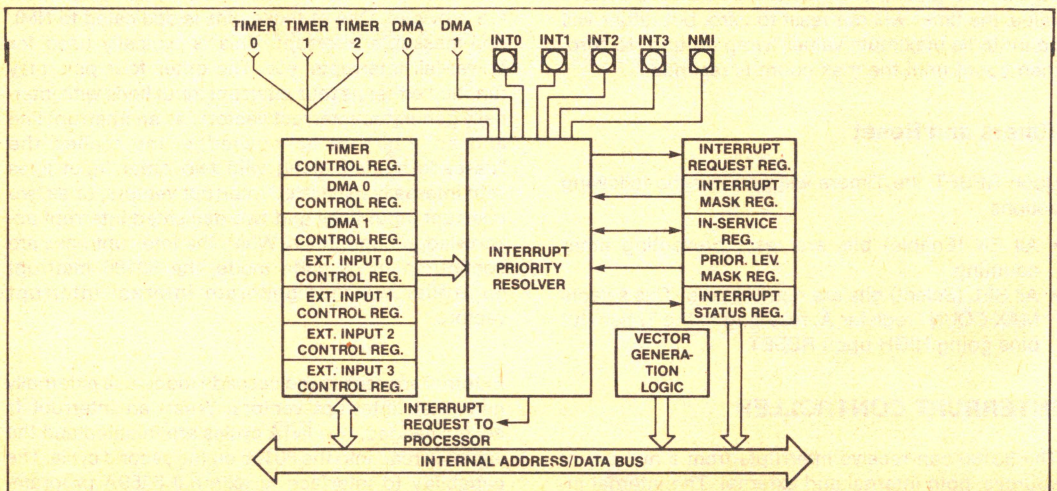 TIMER TIMER TIMER DMA DMA
0 1 2 0 1
INT0 INT1 INT2 INT3 NMI
TIMER
CONTROL REG.
DMA 0
CONTROL REG.
DMA 1
CONTROL REG.
EXT. INPUT 0
CONTROL REG.
EXT. INPUT 1
CONTROL REG.
EXT. INPUT 2
CONTROL REG.
EXT. INPUT 3
CONTROL REG.
INTERRUPT
PRIORITY
RESOLVER
INTERRUPT
REQUEST REG.
INTERRUPT
MASK REG.
IN-SERVICE
REG.
PRIOR. LEV.
MASK REG.
INTERRUPT
STATUS REG.
VECTOR
GENERA-
TION
LOGIC
INTERRUPT
REQUEST TO
PROCESSOR
INTERNAL ADDRESS/DATA BUS